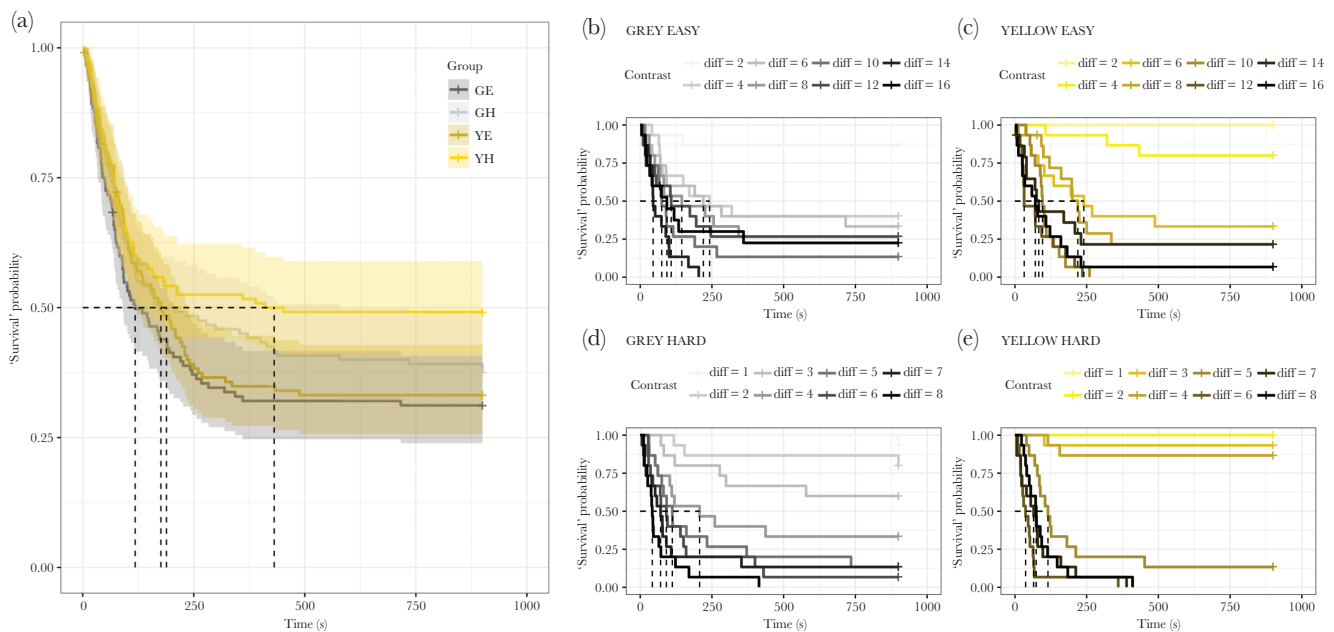 (a)
1.00
0.75
0.50
0.25
0.00
'Survival' probability
0 250 500 750 1000
Time (s)
Group
GE
GH
YE
YH
(b) GREY EASY
Contrast
diff = 2 diff = 6 diff = 10 diff = 14
diff = 4 diff = 8 diff = 12 diff = 16
1.00
0.75
0.50
0.25
0.00
'Survival' probability
0 250 500 750 1000
Time (s)
(c) YELLOW EASY
Contrast
diff = 2 diff = 6 diff = 10 diff = 14
diff = 4 diff = 8 diff = 12 diff = 16
1.00
0.75
0.50
0.25
0.00
'Survival' probability
0 250 500 750 1000
Time (s)
(d) GREY HARD
Contrast
diff = 1 diff = 3 diff = 5 diff = 7
diff = 2 diff = 4 diff = 6 diff = 8
1.00
0.75
0.50
0.25
0.00
'Survival' probability
0 250 500 750 1000
Time (s)
(e) YELLOW HARD
Contrast
diff = 1 diff = 3 diff = 5 diff = 7
diff = 2 diff = 4 diff = 6 diff = 8
1.00
0.75
0.50
0.25
0.00
'Survival' probability
0 250 500 750 1000
Time (s)